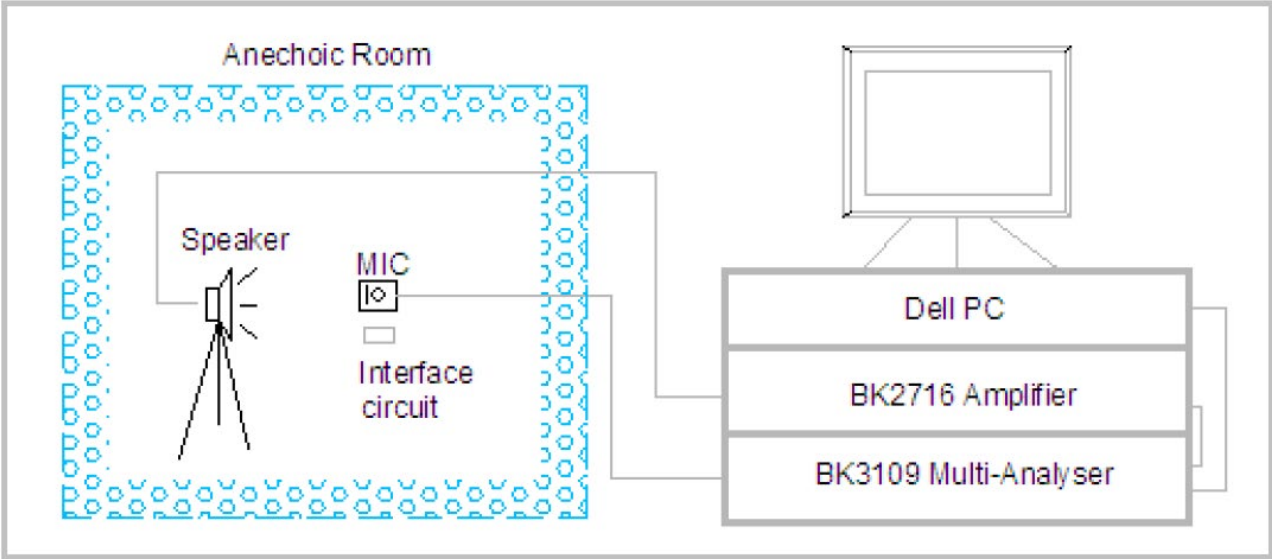 Anechoic Room
Speaker
MIC
Interface
circuit
Dell PC
BK2716 Amplifier
BK3109 Multi-Analyser